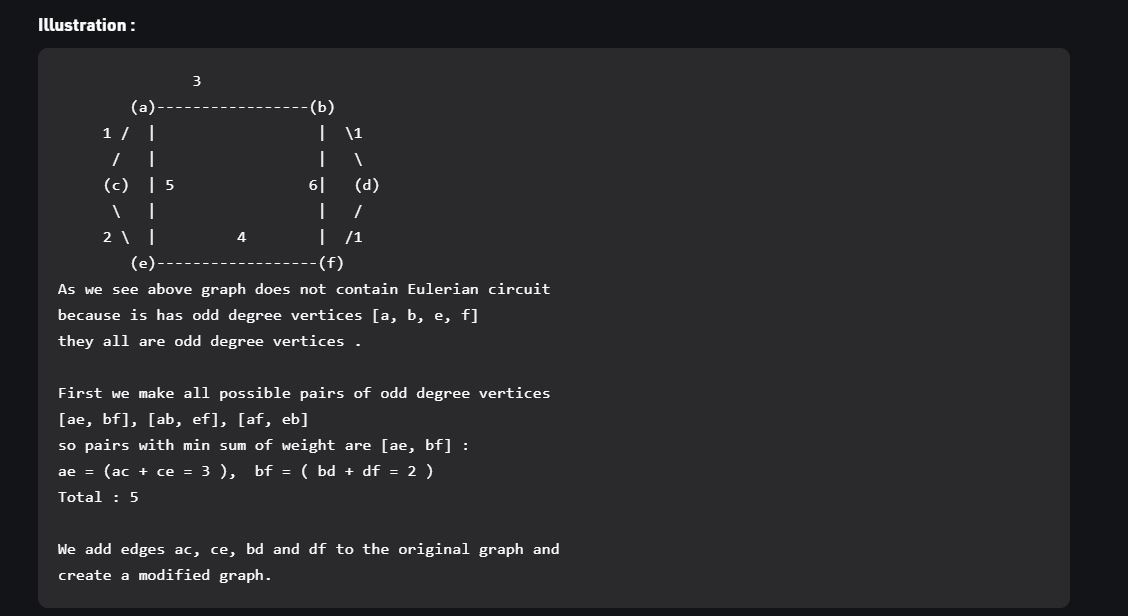 Illustration :
3
(a)-----------------(b)
1 /  |                  |  \1
/   |                  |   \
(c)  | 5               6|   (d)
\   |                  |   /
2 \  |         4        |  /1
(e)------------------(f)
As we see above graph does not contain Eulerian circuit
because is has odd degree vertices [a, b, e, f]
they all are odd degree vertices .
First we make all possible pairs of odd degree vertices
[ae, bf], [ab, ef], [af, eb]
so pairs with min sum of weight are [ae, bf] :
ae = (ac + ce = 3 ),  bf = ( bd + df = 2 )
Total : 5
We add edges ac, ce, bd and df to the original graph and
create a modified graph.